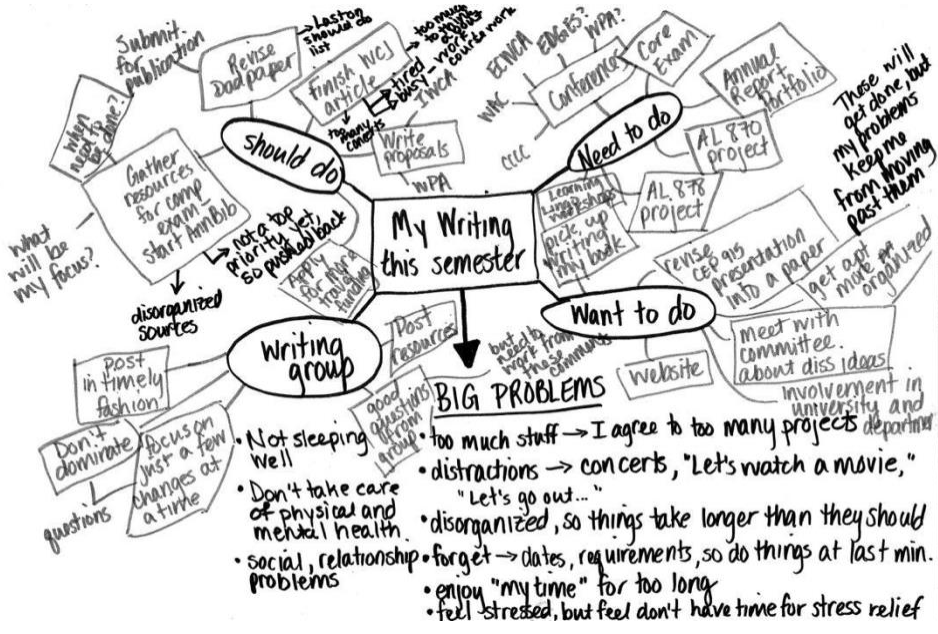 My Writing
this semester
should do
Revise
Dad paper
Submit
for
publication
Last on
should do
list
Finish WCJ
article
too much
to think
about
tired
busy-work
course work
too
many
Write
proposals
IWCA
WPA
Gather
resources
for comp
exam
start AnnBib
When
need to
be done?
What
will be
my focus?
disorganized
sources
not a top
priority yet,
so pushed back
Apply
for
travel
funding
Need to do
Conferences
CCCC
WAC
ECWCA
EDGES?
WPA?
Core
Exam
Annual
Report
Portfolio
AL 870
project
AL 878
project
These will
get done, but
my problems
keep me
from moving
past them
Want to do
Learning
pick up
writing
my book
revise
CEP 915
presentation
into a paper
get apt.
more
organized
meet with
committee
about diss ideas
Involvement in
university and
department
website
Writing
group
Post
resources
good
questions
from
group
but I
need to
work from
these comments
Post
in timely
fashion
Don't
dominate
questions
focus on
just a few
changes at
a time
• Not sleeping
well
• Don't take care
of physical and
mental health.
• social, relationship
problems
BIG PROBLEMS
• too much stuff → I agree to too many projects
• distractions → concerts, "Let's watch a movie,"
"Let's go out..."
• disorganized, so things take longer than they should
• forget → dates, requirements, so do things at last min.
• enjoy "my time" for too long
• feel stressed, but feel don't have time for stress relief